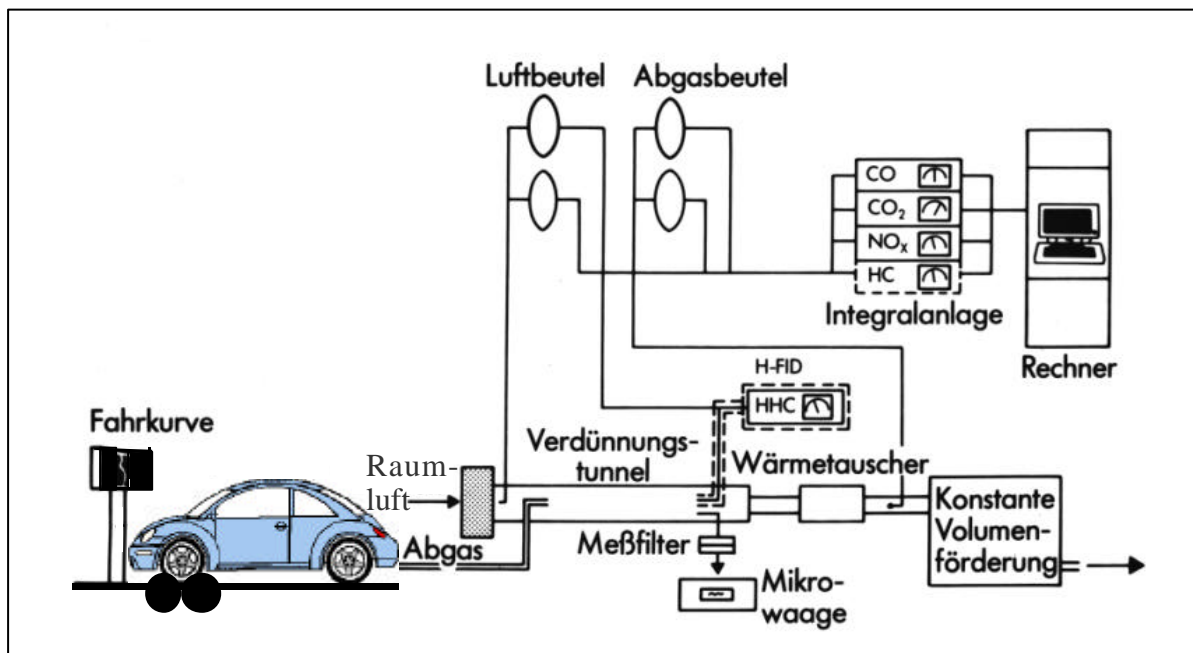 Luftbeutel
Abgasbeutel
CO
CO₂
NOₓ
HC
Integralanlage
Rechner
H-FID
HHC
Fahrkurve
Verdünnungs-
tunnel
Wärmetauscher
Raum-
luft
Abgas
Meßfilter
Mikro-
waage
Konstante
Volumen-
förderung